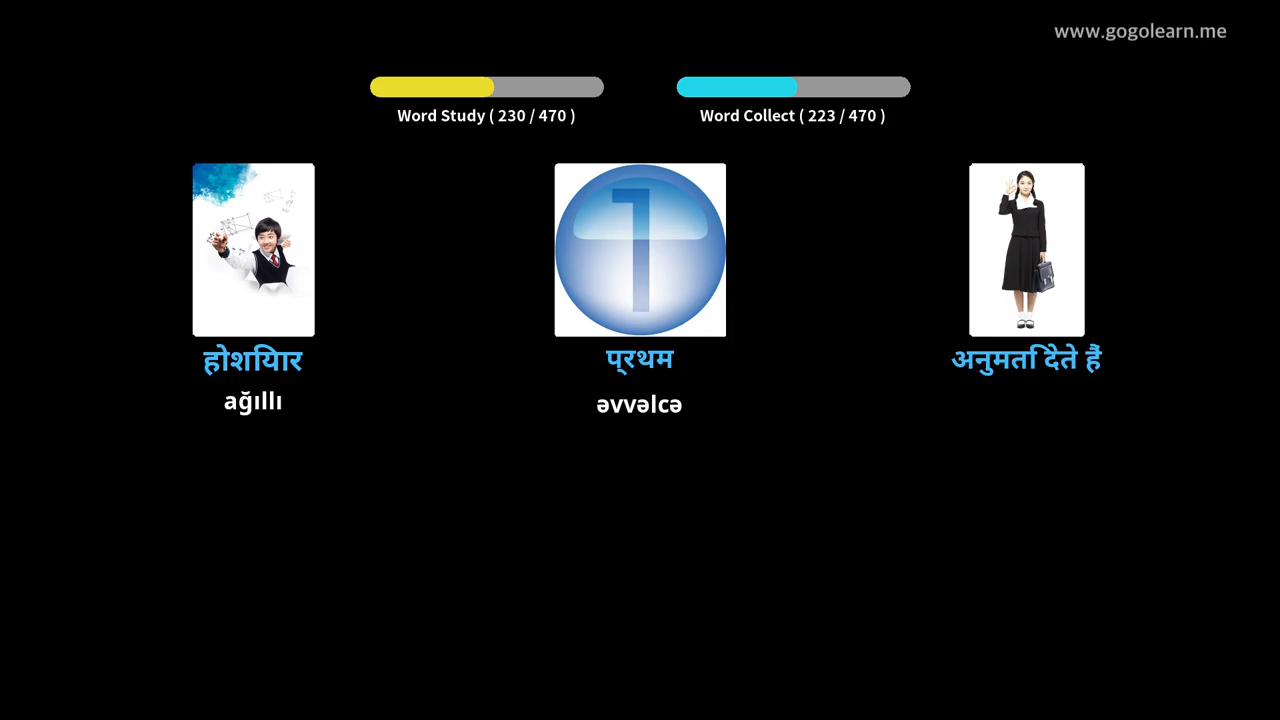 www.gogolearn.me
Word Study ( 230 / 470 )
Word Collect ( 223 / 470 )
होशियार
प्रथम
अनुमति देते हैं
ağıllı
əvvəlcə